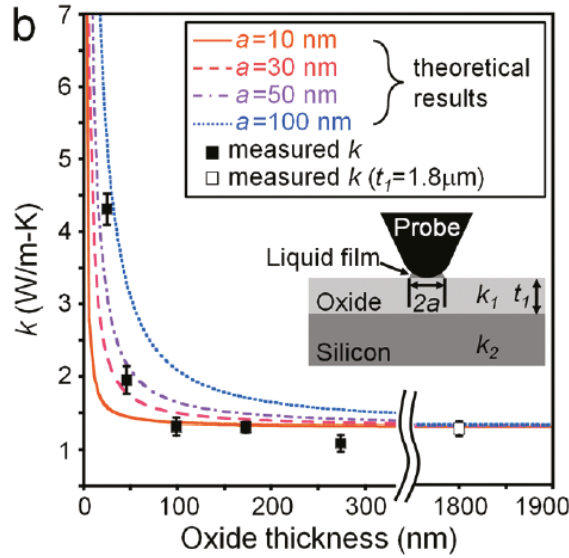 b
a=10 nm
a=30 nm
a=50 nm
a=100 nm
theoretical
results
measured k
measured k (t₁=1.8μm)
Probe
Liquid film
2a
Oxide
k₁
t₁
Silicon
k₂
k (W/m-K)
7
6
5
4
3
2
1
0
100
200
300
1800
1900
Oxide thickness (nm)